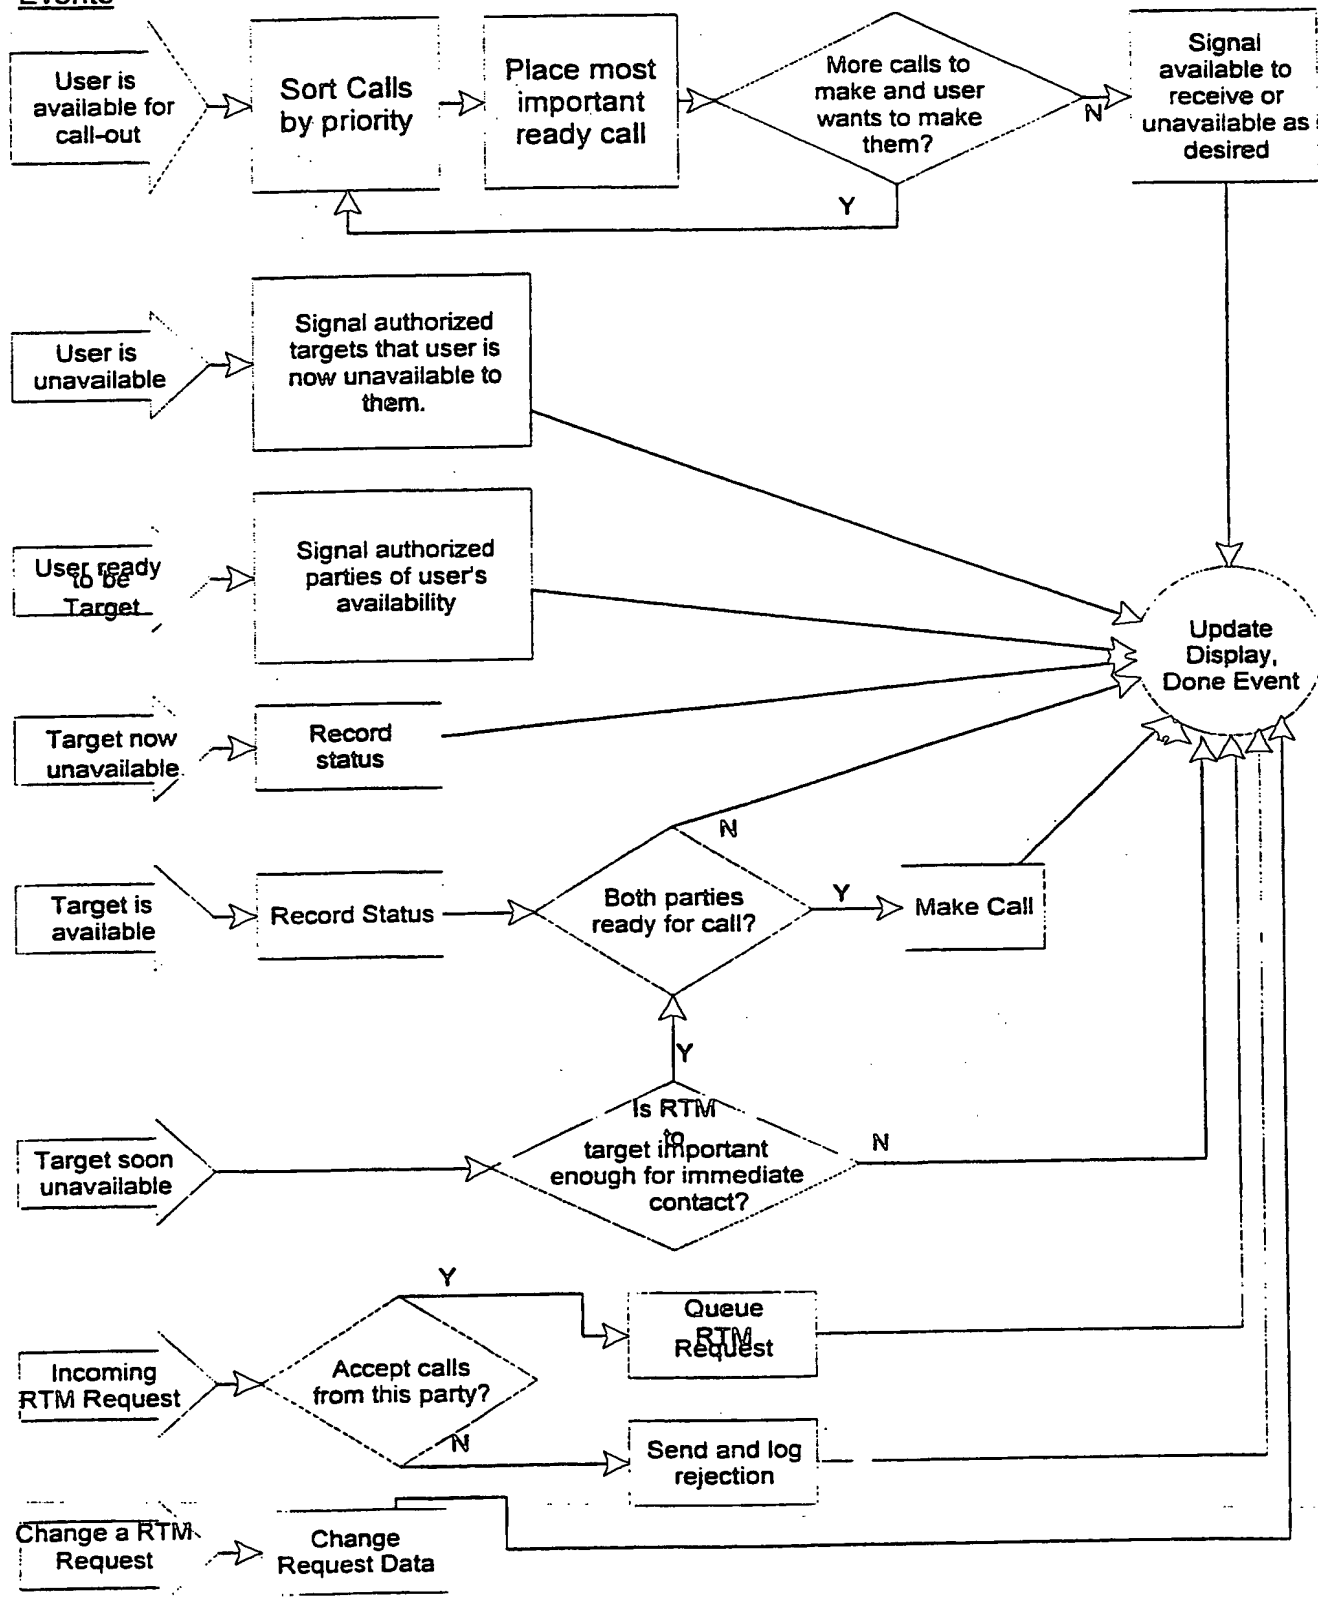 Events
User is
available for
call-out
Sort Calls
by priority
Place most
important
ready call
More calls to
make and user
wants to make
them?
N
Signal
available to
receive or
unavailable as
desired
Y
User is
unavailable
Signal authorized
targets that user is
now unavailable to
them.
User ready
to be
Target
Signal authorized
parties of user's
availability
Update
Display,
Done Event
Target now
unavailable
Record
status
N
Target is
available
Record Status
Both parties
ready for call?
Y
Make Call
Y
Target soon
unavailable
Is RTM
to
target important
enough for immediate
contact?
N
Y
Queue
RTM
Request
Incoming
RTM Request
Accept calls
from this party?
N
Send and log
rejection
Change a RTM
Request
Change
Request Data